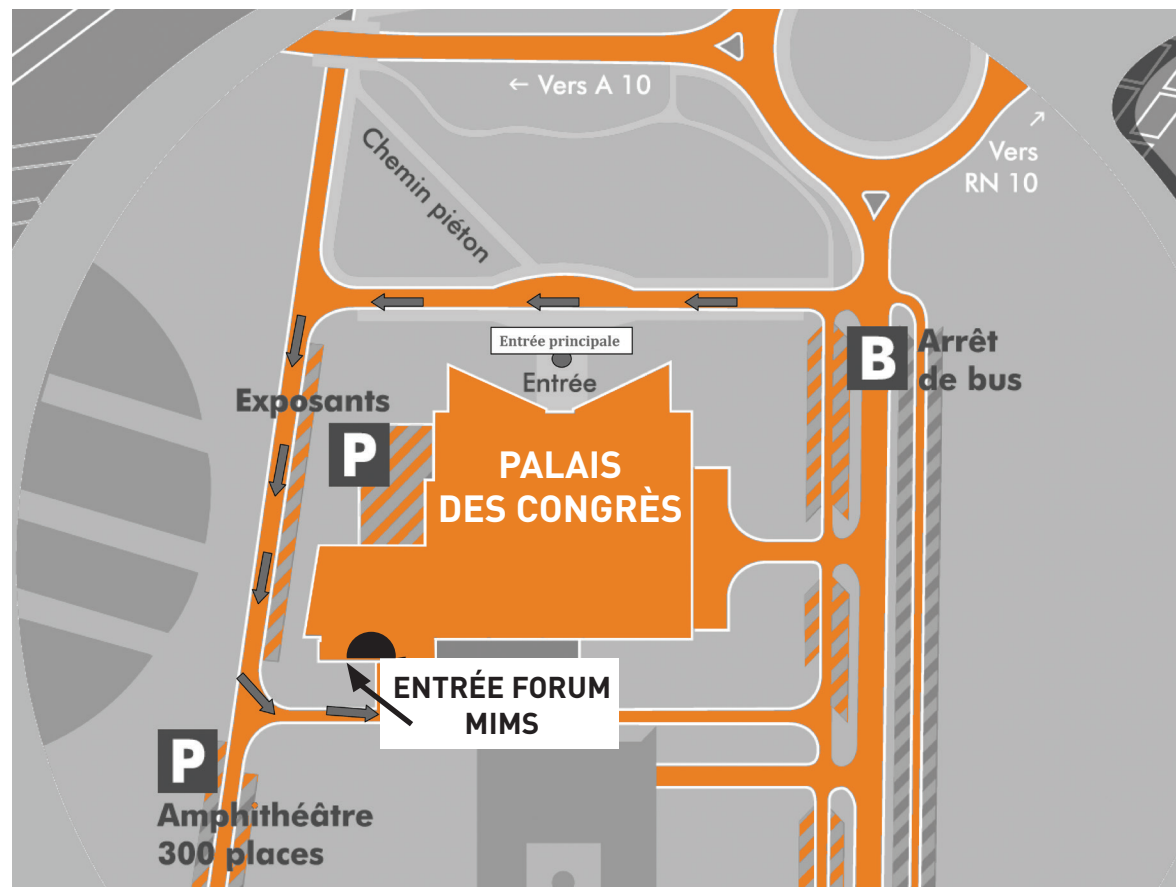 ← Vers A 10
Vers
RN 10
Chemin piéton
Entrée principale
Entrée
B
Arrêt
de bus
Exposants
P
PALAIS
DES CONGRÈS
ENTRÉE FORUM
MIMS
P
Amphithéâtre
300 places